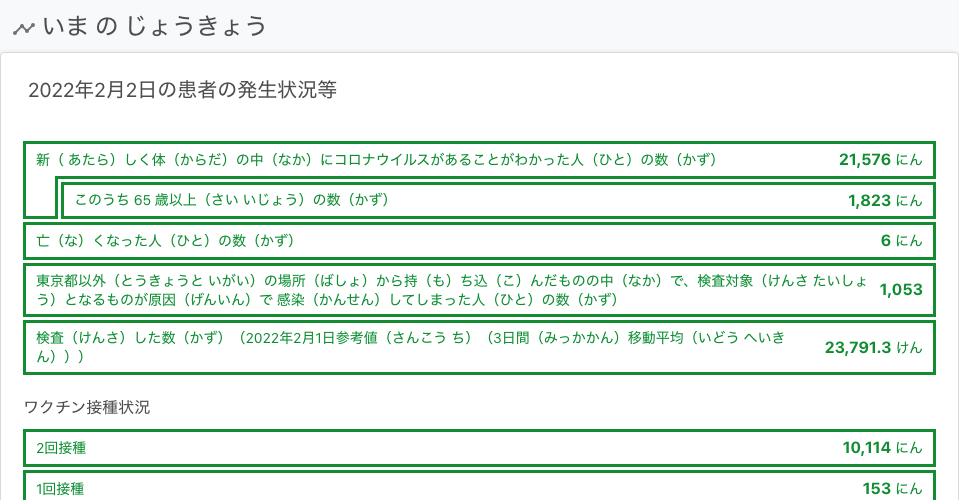 いま の じょうきょう
2022年2月2日の患者の発生状況等
新（ あたら）しく体（からだ）の中（なか）にコロナウイルスがあることがわかった人（ひと）の数（かず） 21,576 にん
このうち 65 歳以上（さい いじょう）の数（かず） 1,823 にん
亡（な）くなった人（ひと）の数（かず） 6 にん
東京都以外（とうきょうと いがい）の場所（ばしょ）から持（も）ち込（こ）んだものの中（なか）で、検査対象（けんさ たいしょ
う）となるものが原因（げんいん）で 感染（かんせん）してしまった人（ひと）の数（かず） 1,053
検査（けんさ）した数（かず）（2022年2月1日参考値（さんこう ち）（3日間（みっかかん）移動平均（いどう へいき
ん））） 23,791.3 けん
ワクチン接種状況
2回接種 10,114 にん
1回接種 153 にん